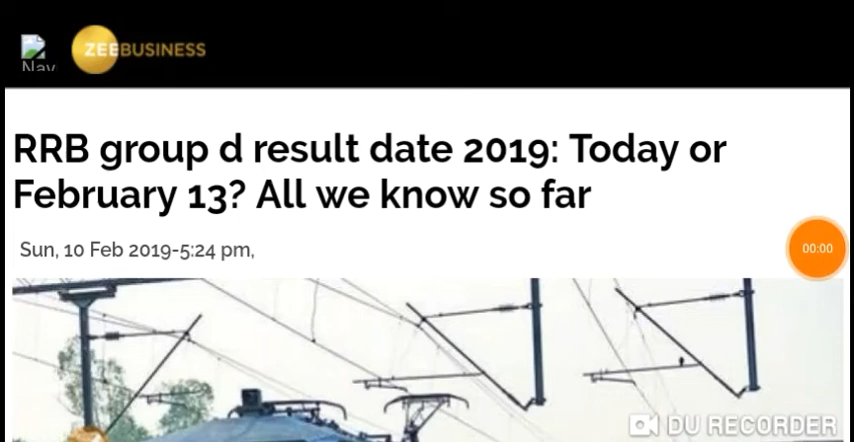 Nav
ZEEBUSINESS
RRB group d result date 2019: Today or
February 13? All we know so far
Sun, 10 Feb 2019-5:24 pm,
00:00
DU RECORDER